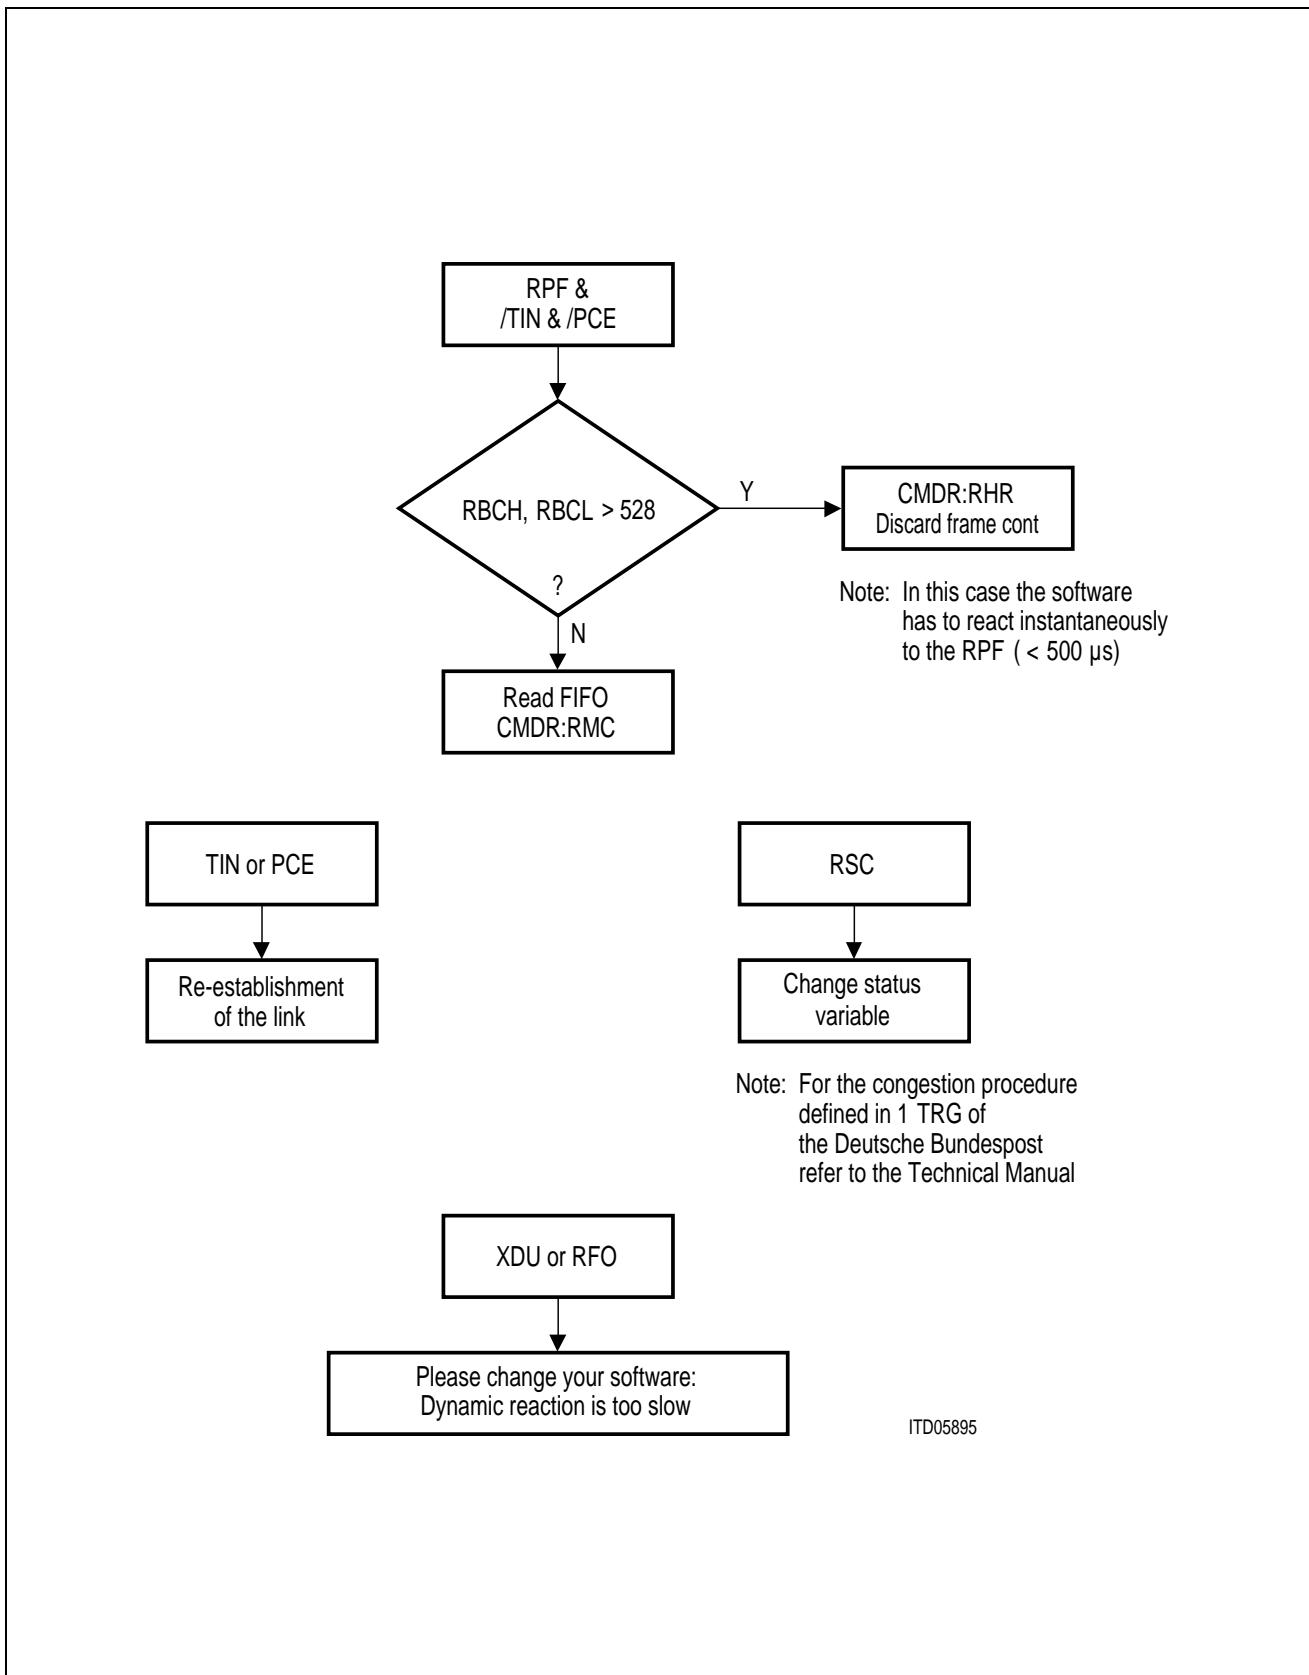 RPF &
/TIN & /PCE
RBCH, RBCL > 528
?
Y
CMDR:RHR
Discard frame cont
Note: In this case the software
has to react instantaneously
to the RPF ( < 500 µs)
N
Read FIFO
CMDR:RMC
TIN or PCE
Re-establishment
of the link
RSC
Change status
variable
Note: For the congestion procedure
defined in 1 TRG of
the Deutsche Bundespost
refer to the Technical Manual
XDU or RFO
Please change your software:
Dynamic reaction is too slow
ITD05895